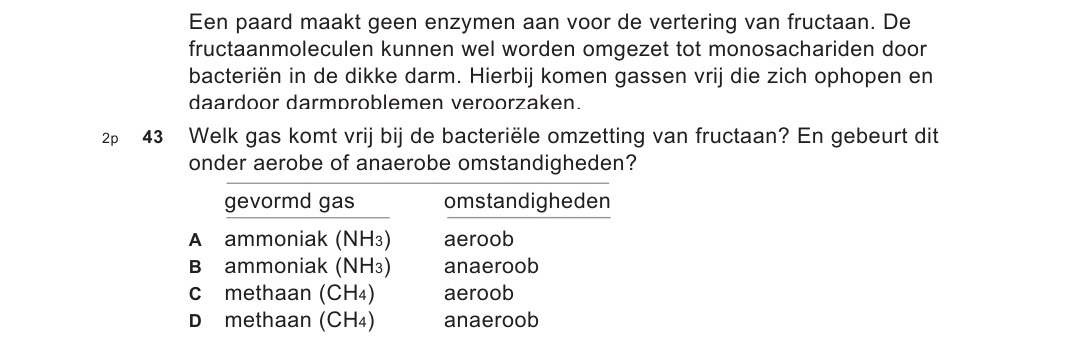 Een paard maakt geen enzymen aan voor de vertering van fructaan. De
fructaanmoleculen kunnen wel worden omgezet tot monosachariden door
bacteriën in de dikke darm. Hierbij komen gassen vrij die zich ophopen en
daardoor darmproblemen veroorzaken.
2p 43 Welk gas komt vrij bij de bacteriële omzetting van fructaan? En gebeurt dit
onder aerobe of anaerobe omstandigheden?
gevormd gas omstandigheden
A ammoniak (NH3) aeroob
B ammoniak (NH3) anaeroob
C methaan (CH4) aeroob
D methaan (CH4) anaeroob